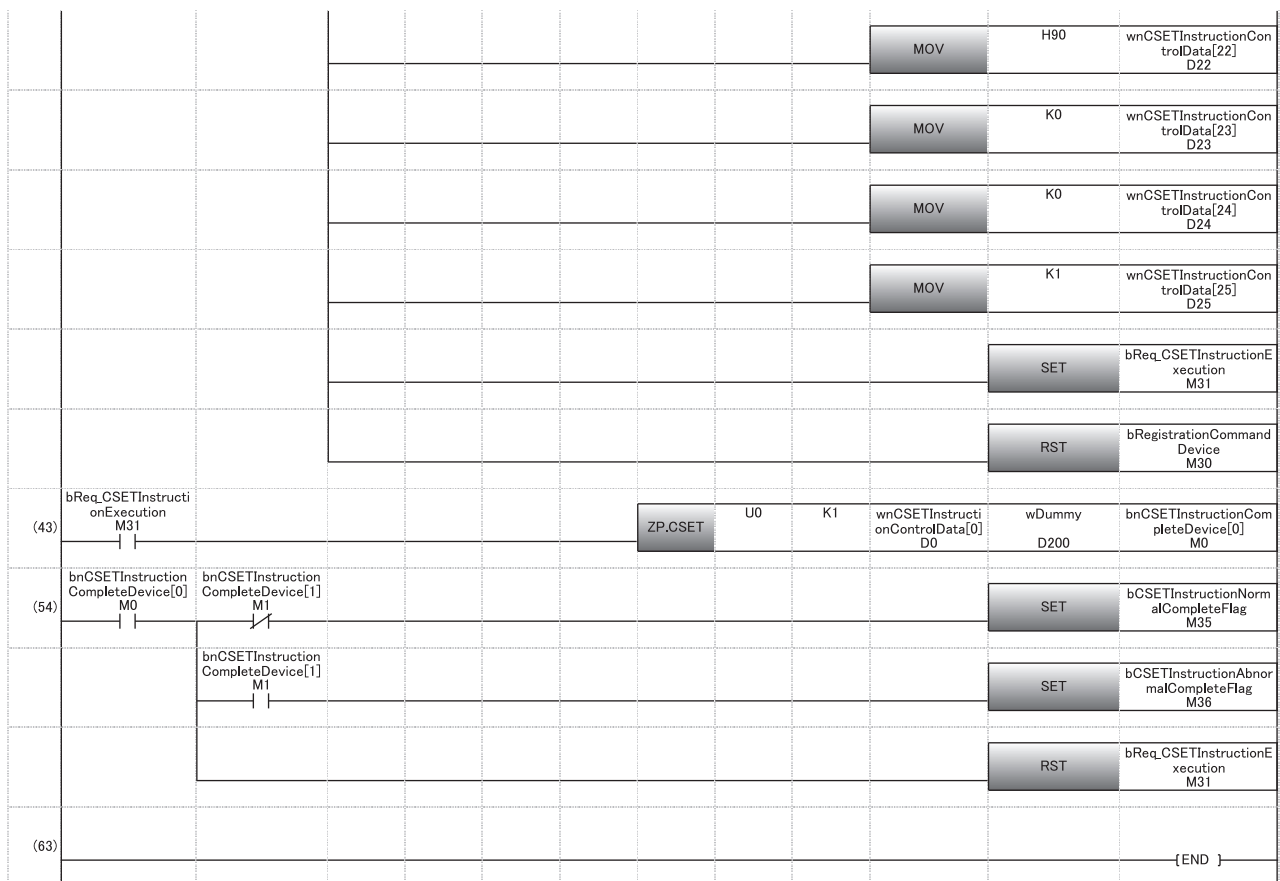 MOV
H90
wnCSETInstructionCon
trolData[22]
D22
MOV
K0
wnCSETInstructionCon
trolData[23]
D23
MOV
K0
wnCSETInstructionCon
trolData[24]
D24
MOV
K1
wnCSETInstructionCon
trolData[25]
D25
SET
bReq_CSETInstructionE
xecution
M31
RST
bRegistrationCommand
Device
M30
(43)
bReq_CSETInstructi
onExecution
M31
ZP.CSET
U0
K1
wnCSETInstructi
onControlData[0]
D0
wDummy
D200
bnCSETInstructionCom
pleteDevice[0]
M0
(54)
bnCSETInstruction
CompleteDevice[0]
M0
bnCSETInstruction
CompleteDevice[1]
M1
SET
bCSETInstructionNorm
alCompleteFlag
M35
bnCSETInstruction
CompleteDevice[1]
M1
SET
bCSETInstructionAbnor
malCompleteFlag
M36
RST
bReq_CSETInstructionE
xecution
M31
(63)
[END ]